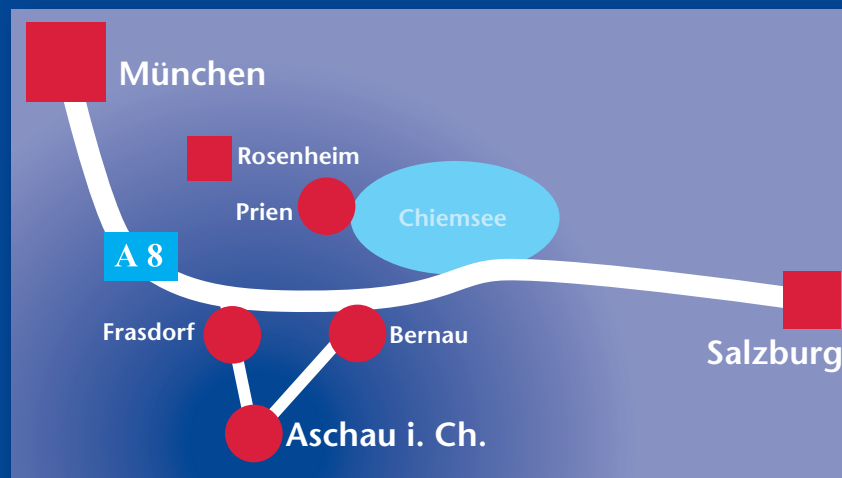 München
Rosenheim
Prien
Chiemsee
A 8
Frasdorf
Bernau
Salzburg
Aschau i. Ch.